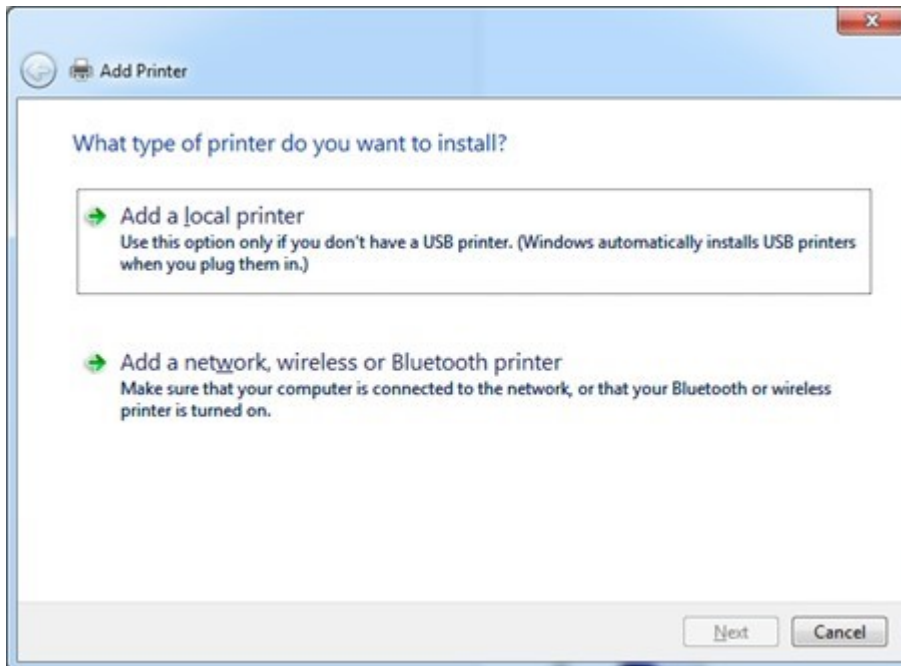 Add Printer
What type of printer do you want to install?
Add a local printer
Use this option only if you don't have a USB printer. (Windows automatically installs USB printers
when you plug them in.)
Add a network, wireless or Bluetooth printer
Make sure that your computer is connected to the network, or that your Bluetooth or wireless
printer is turned on.
Next
Cancel